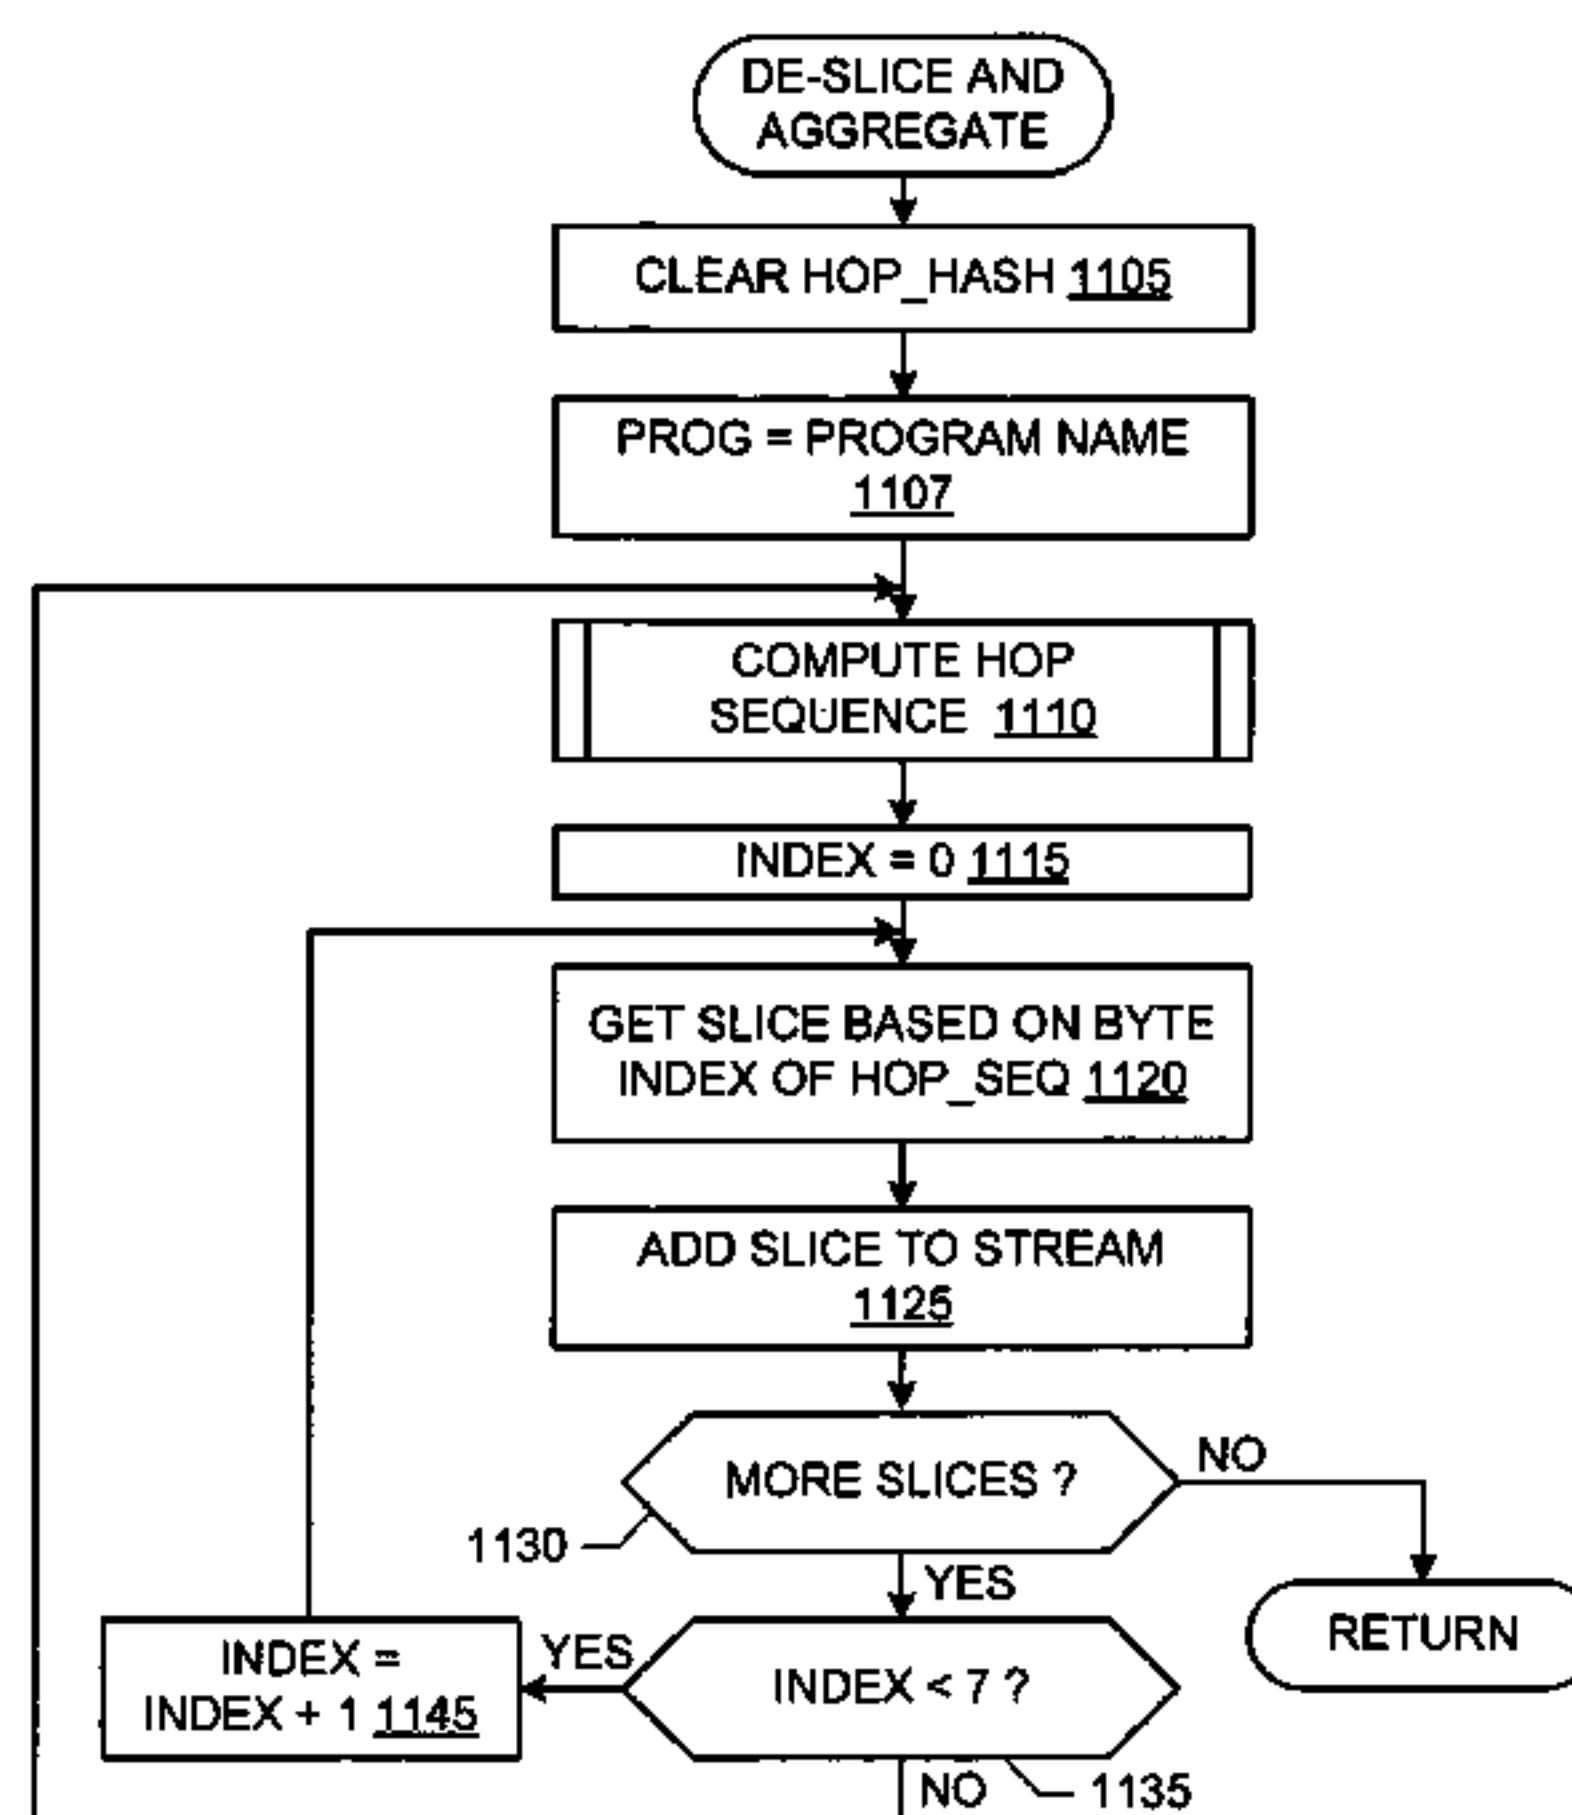 DE-SLICE AND
AGGREGATE
CLEAR HOP_HASH 1105
PROG = PROGRAM NAME
1107
COMPUTE HOP
SEQUENCE 1110
INDEX = 0 1115
GET SLICE BASED ON BYTE
INDEX OF HOP_SEQ 1120
ADD SLICE TO STREAM
1125
MORE SLICES ?
NO
1130
YES
RETURN
INDEX < 7 ?
YES
INDEX =
INDEX + 1 1145
NO
1135